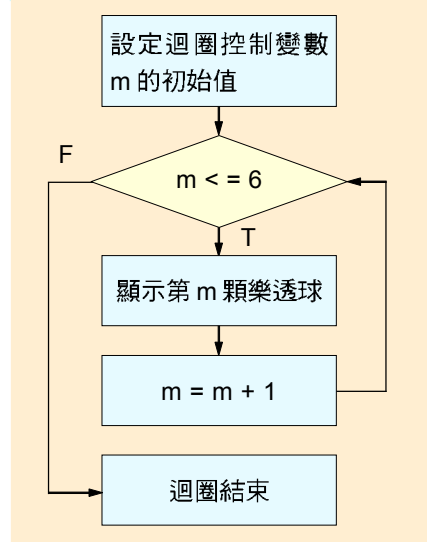 設定迴圈控制變數
m 的初始值
F
m < = 6
T
顯示第 m 顆樂透球
m = m + 1
迴圈結束